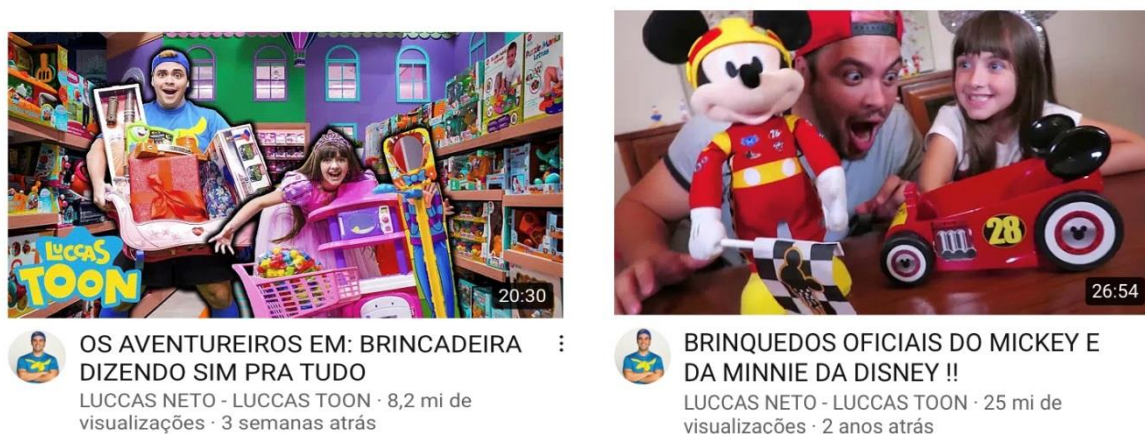 LUCCAS
TOON
20:30
OS AVENTUREIROS EM: BRINCADEIRA
DIZENDO SIM PRA TUDO
LUCCAS NETO - LUCCAS TOON · 8,2 mi de
visualizações · 3 semanas atrás
28
26:54
BRINQUEDOS OFICIAIS DO MICKEY E
DA MINNIE DA DISNEY !!
LUCCAS NETO - LUCCAS TOON · 25 mi de
visualizações · 2 anos atrás